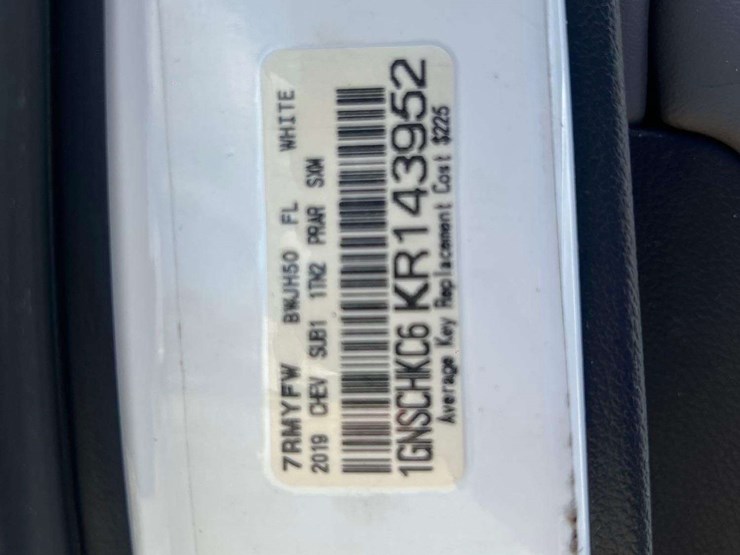 7RMYFW BWJH50 FL WHITE
2019 CHEV SUB1 1TN2 PRAR SXM
1GNSCHKC6 KR143952
Average Key Replacement Cost $225